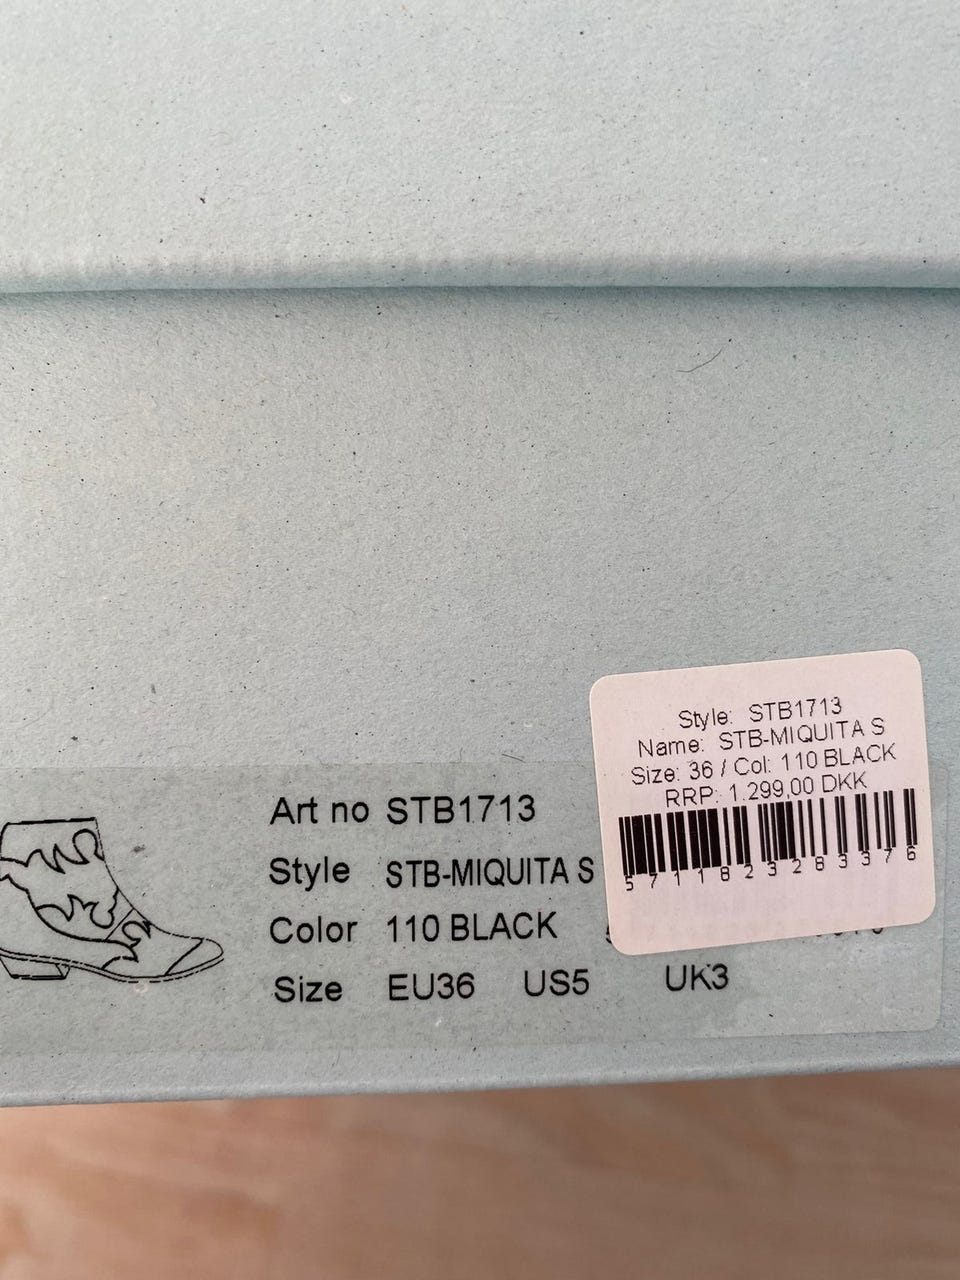 Style: STB1713
Name: STB-MIQUITA S
Size: 36 / Col: 110 BLACK
RRP: 1.299,00 DKK
5711823283376
Art no STB1713
Style STB-MIQUITA S
Color 110 BLACK
Size EU36 US5 UK3